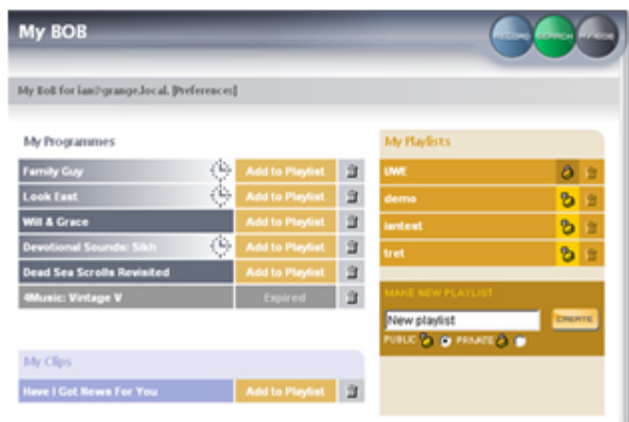 My BOB
RECORD
SEARCH
MY BOB
My BoB for ian@grange.local. [Preferences]
My Programmes
Family Guy
Add to Playlist
Look East
Add to Playlist
Will & Grace
Add to Playlist
Devotional Sounds: Sikh
Add to Playlist
Dead Sea Scrolls Revisited
Add to Playlist
4Music: Vintage V
Expired
My Clips
Have I Got News For You
Add to Playlist
My Playlists
UWE
demo
iantest
tret
MAKE NEW PLAYLIST
New playlist
CREATE
PUBLIC PRIVATE